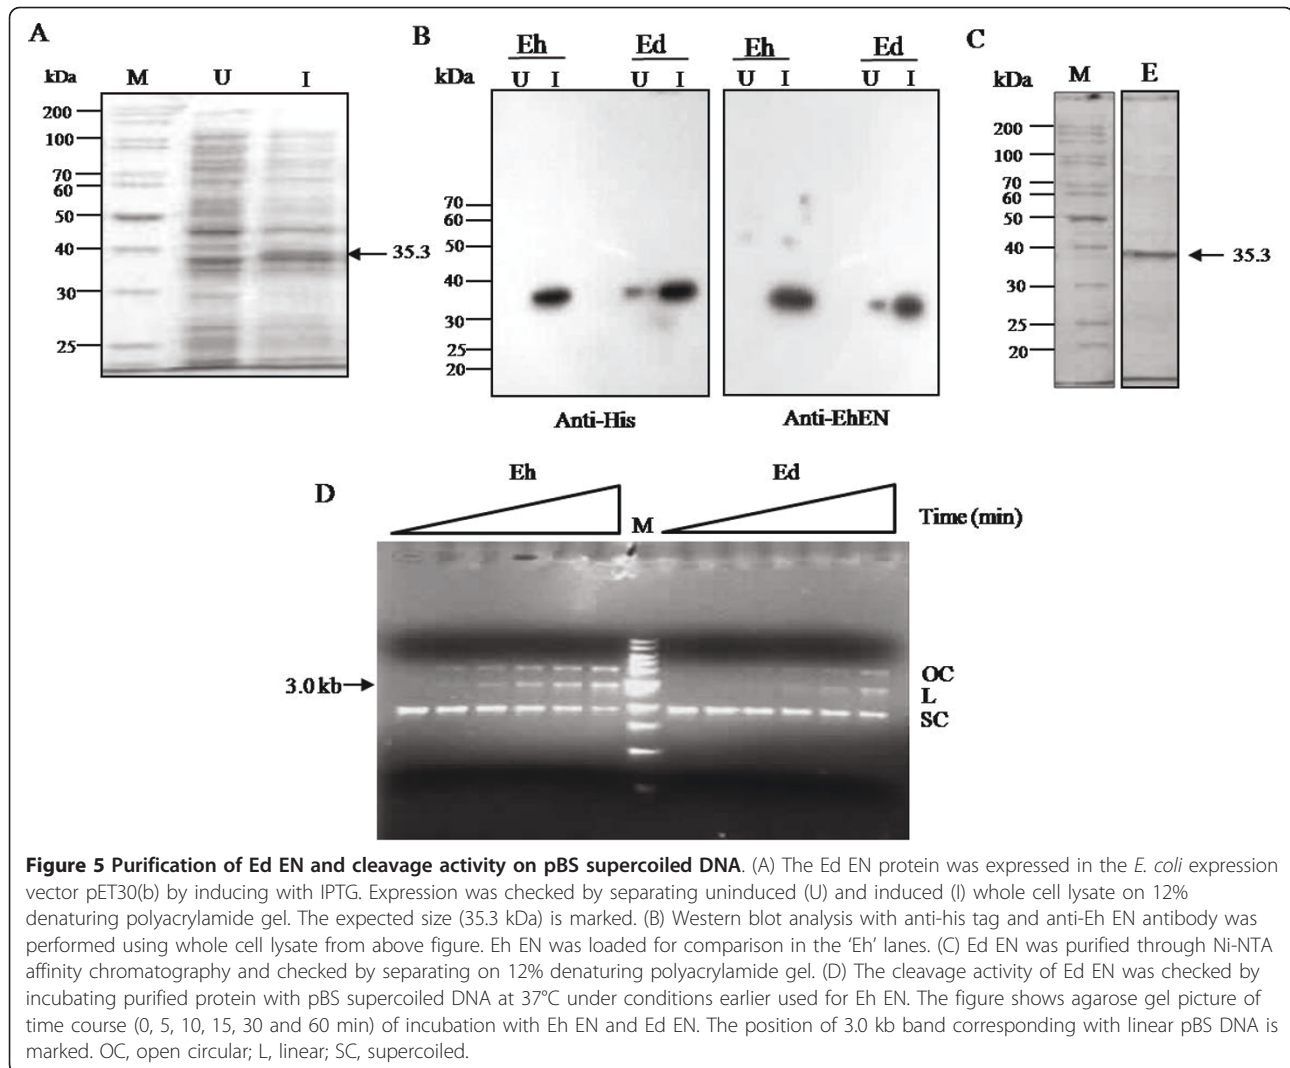 A
kDa M U I
200
100
70
60
50
40
30
25
35.3
B
Eh Ed Eh Ed
kDa U I U I U I U I
70
60
50
40
30
25
20
Anti-His Anti-EhEN
C
kDa M E
200
100
70
60
50
40
30
25
20
35.3
D
Eh Ed
M Time (min)
3.0 kb
OC
L
SC
Figure 5 Purification of Ed EN and cleavage activity on pBS supercoiled DNA. (A) The Ed EN protein was expressed in the E. coli expression
vector pET30(b) by inducing with IPTG. Expression was checked by separating uninduced (U) and induced (I) whole cell lysate on 12%
denaturing polyacrylamide gel. The expected size (35.3 kDa) is marked. (B) Western blot analysis with anti-his tag and anti-Eh EN antibody was
performed using whole cell lysate from above figure. Eh EN was loaded for comparison in the ‘Eh’ lanes. (C) Ed EN was purified through Ni-NTA
affinity chromatography and checked by separating on 12% denaturing polyacrylamide gel. (D) The cleavage activity of Ed EN was checked by
incubating purified protein with pBS supercoiled DNA at 37°C under conditions earlier used for Eh EN. The figure shows agarose gel picture of
time course (0, 5, 10, 15, 30 and 60 min) of incubation with Eh EN and Ed EN. The position of 3.0 kb band corresponding with linear pBS DNA is
marked. OC, open circular; L, linear; SC, supercoiled.